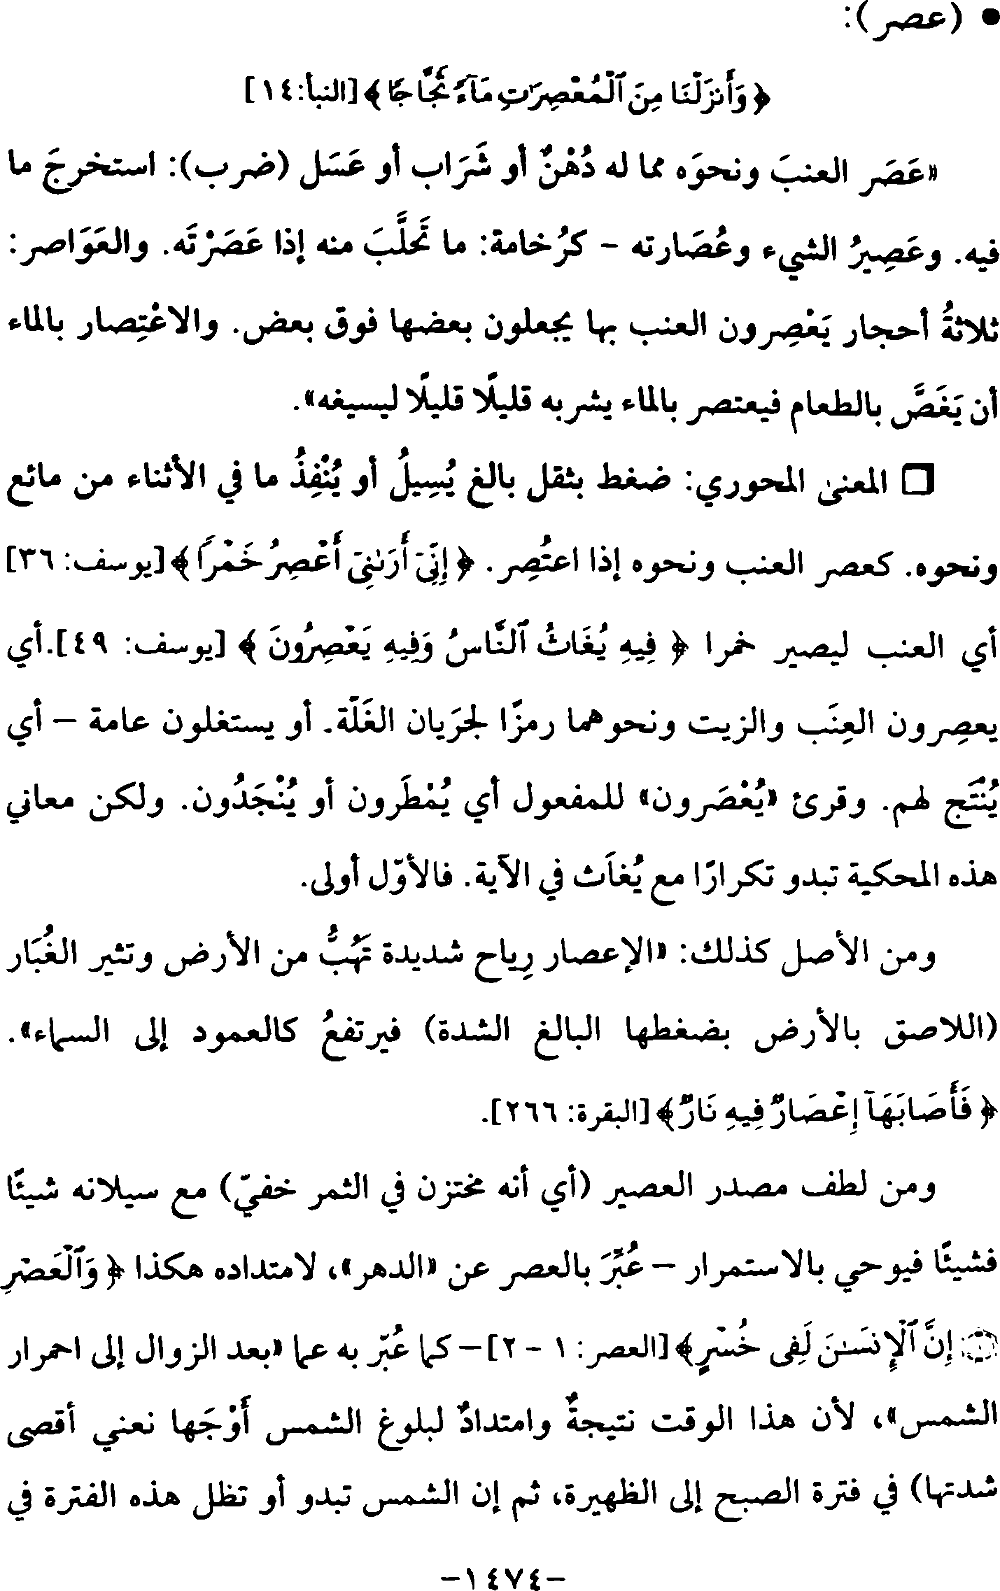 • (عصر):
﴿وَأَنزَلْنَا مِنَ ٱلْمُعْصِرَٰتِ مَآءً ثَجَّاجًا﴾ [النبأ:١٤]
«عَصَر العنبَ ونحوَه مما له دُهْنٌ أو شَرَاب أو عَسَل (ضرب): استخرجَ ما
فيه. وعَصِيرُ الشيء وعُصَارته – كرُخامة: ما تَحَلَّبَ منه إذا عَصَرْتَه. والعَوَاصر:
ثلاثةُ أحجار يَعْصِرون العنب بها يجعلون بعضها فوق بعض. والاعْتِصار بالماء
أن يَغَصَّ بالطعام فيعتصر بالماء يشربه قليلًا قليلًا ليسيغه».
□ المعنىٰ المحوري: ضغط بثقل بالغ يُسِيلُ أو يُنْفِذُ ما في الأثناء من مائع
ونحوه. كعصر العنب ونحوه إذا اعتُصِر. ﴿إِنِّىٓ أَرَىٰنِىٓ أَعْصِرُ خَمْرًا﴾ [يوسف: ٣٦]
أي العنب ليصير خمرا ﴿فِيهِ يُغَاثُ ٱلنَّاسُ وَفِيهِ يَعْصِرُونَ﴾ [يوسف: ٤٩].أي
يعصِرون العِنَب والزيت ونحوهما رمزًا لجرَيان الغَلّة. أو يستغلون عامة – أي
يُنْتَج لهم. وقرئ «يُعْصَرون» للمفعول أي يُمْطَرون أو يُنْجَدُون. ولكن معاني
هذه المحكية تبدو تكرارًا مع يُغاَث في الآية. فالأوّل أولى.
ومن الأصل كذلك: «الإعصار رِياح شديدة تَهُبُّ من الأرض وتثير الغُبَار
(اللاصق بالأرض بضغطها البالغ الشدة) فيرتفعُ كالعمود إلى السماء».
﴿فَأَصَابَهَآ إِعْصَارٌ فِيهِ نَارٌ﴾ [البقرة: ٢٦٦].
ومن لطف مصدر العصير (أي أنه مختزن في الثمر خفيّ) مع سيلانه شيئًا
فشيئًا فيوحي بالاستمرار – عُبِّرَ بالعصر عن «الدهر»، لامتداده هكذا ﴿وَٱلْعَصْرِ
۝١ إِنَّ ٱلْإِنسَٰنَ لَفِى خُسْرٍ﴾ [العصر: ١ - ٢]– كما عُبّر به عما «بعد الزوال إلى احمرار
الشمس»، لأن هذا الوقت نتيجةٌ وامتدادٌ لبلوغ الشمس أَوْجَها نعني أقصى
شدتها) في فترة الصبح إلى الظهيرة، ثم إن الشمس تبدو أو تظل هذه الفترة في
–١٤٧٤–